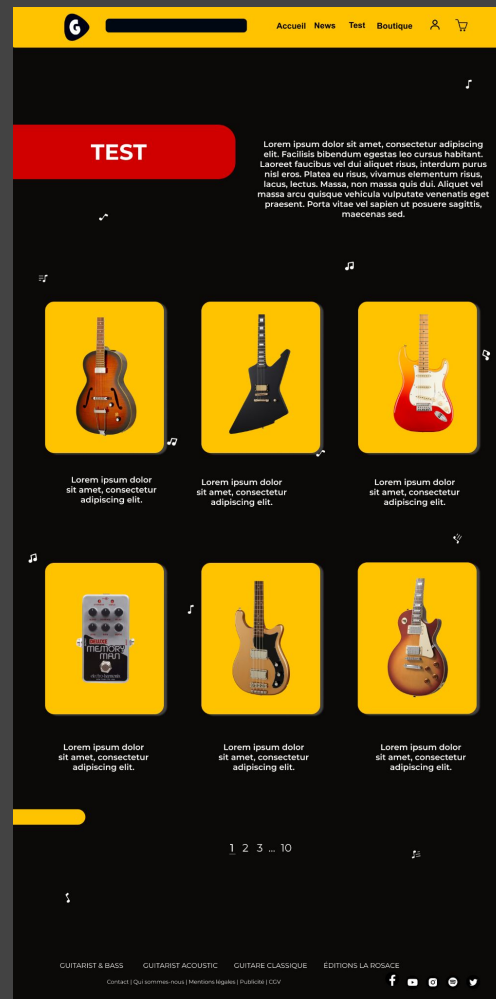 G
Accueil News Test Boutique
TEST
Lorem ipsum dolor sit amet, consectetur adipiscing
elit. Facilisis bibendum egestas leo cursus habitant.
Laoreet faucibus vel dui aliquet risus, interdum purus
nisl eros. Platea eu risus, vivamus elementum risus,
lacus, lectus. Massa, non massa quis dui. Aliquet vel
massa arcu quisque vehicula vulputate venenatis eget
praesent. Porta vitae vel sapien ut posuere sagittis,
maecenas sed.
Lorem ipsum dolor
sit amet, consectetur
adipiscing elit.
Lorem ipsum dolor
sit amet, consectetur
adipiscing elit.
Lorem ipsum dolor
sit amet, consectetur
adipiscing elit.
DELUXE
MEMORY
MAN
Lorem ipsum dolor
sit amet, consectetur
adipiscing elit.
Lorem ipsum dolor
sit amet, consectetur
adipiscing elit.
Lorem ipsum dolor
sit amet, consectetur
adipiscing elit.
1 2 3 ... 10
GUITARIST & BASS GUITARIST ACOUSTIC GUITARE CLASSIQUE ÉDITIONS LA ROSACE
Contact | Qui sommes-nous | Mentions légales | Publicité | CGV